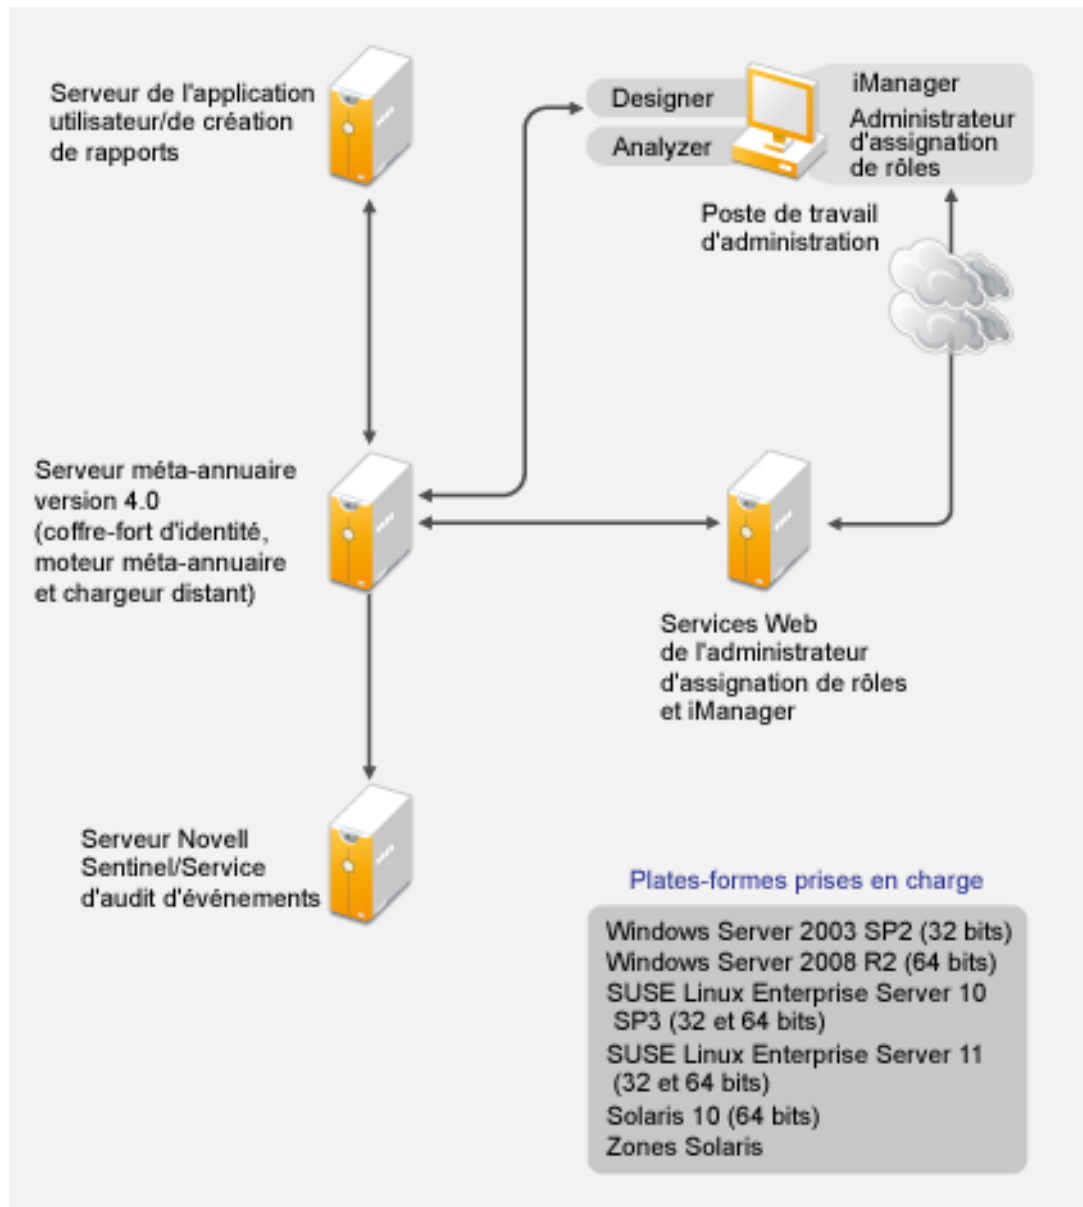 Serveur de l'application
utilisateur/de création
de rapports
Designer
Analyzer
iManager
Administrateur
d'assignation
de rôles
Poste de travail
d'administration
Serveur méta-annuaire
version 4.0
(coffre-fort d'identité,
moteur méta-annuaire
et chargeur distant)
Services Web
de l'administrateur
d'assignation de rôles
et iManager
Serveur Novell
Sentinel/Service
d'audit d'événements
Plates-formes prises en charge
Windows Server 2003 SP2 (32 bits)
Windows Server 2008 R2 (64 bits)
SUSE Linux Enterprise Server 10
SP3 (32 et 64 bits)
SUSE Linux Enterprise Server 11
(32 et 64 bits)
Solaris 10 (64 bits)
Zones Solaris